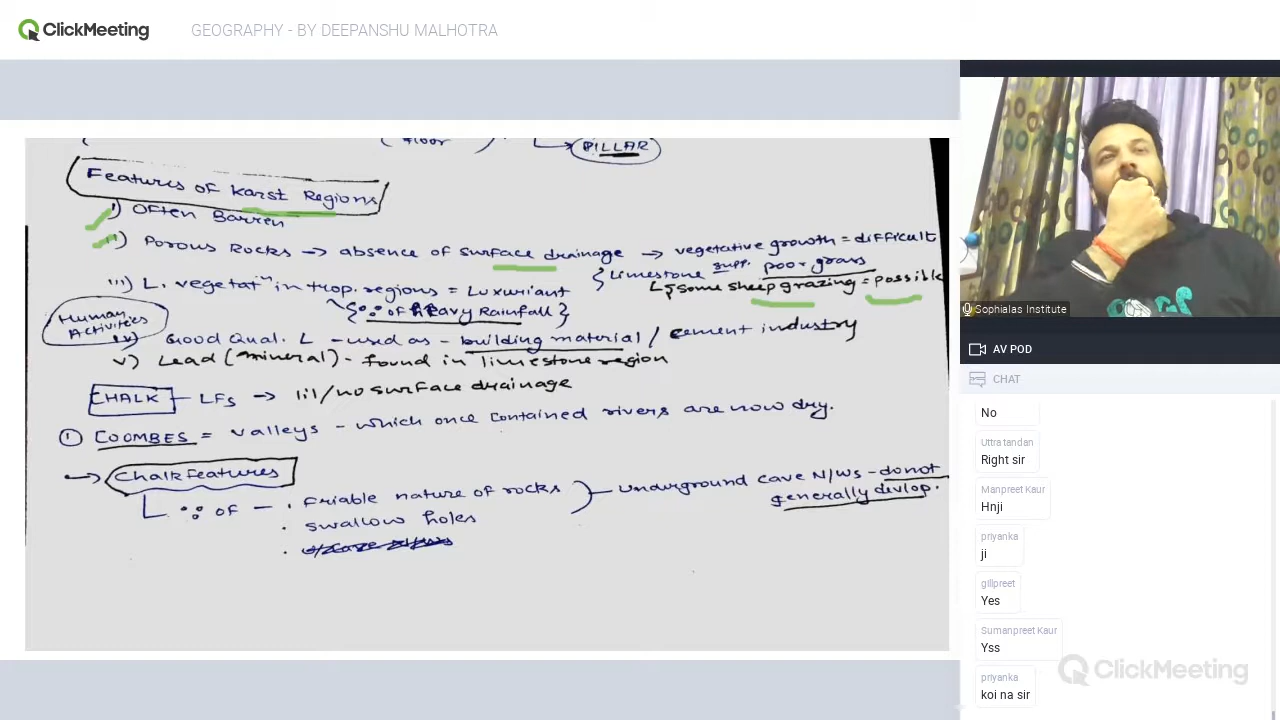 ClickMeeting
GEOGRAPHY - BY DEEPANSHU MALHOTRA
(floor) PILLAR
Features of Karst Regions
i) Often Barren
ii) Porous Rocks → absence of surface drainage → vegetative growth = difficult
{Limestone supp. poor grass
{some sheep grazing = possible
iii) L. vegetatn in trop. regions = Luxuriant
{∵ of heavy Rainfall}
Human Activities
iv) Good Qual. L - used as - building material / cement industry
v) Lead (mineral) - found in limestone region
CHALK - LFs → lil/no surface drainage
① COOMBES = valleys - which once contained rivers are now dry.
→ Chalk Features
∵ of - . friable nature of rocks
. swallow holes
underground cave N/Ws - donot
generally devlop.
Sophialas Institute
AV POD
CHAT
No
Uttra tandan
Right sir
Manpreet Kaur
Hnji
priyanka
ji
gillpreet
Yes
Sumanpreet Kaur
Yss
priyanka
koi na sir
ClickMeeting